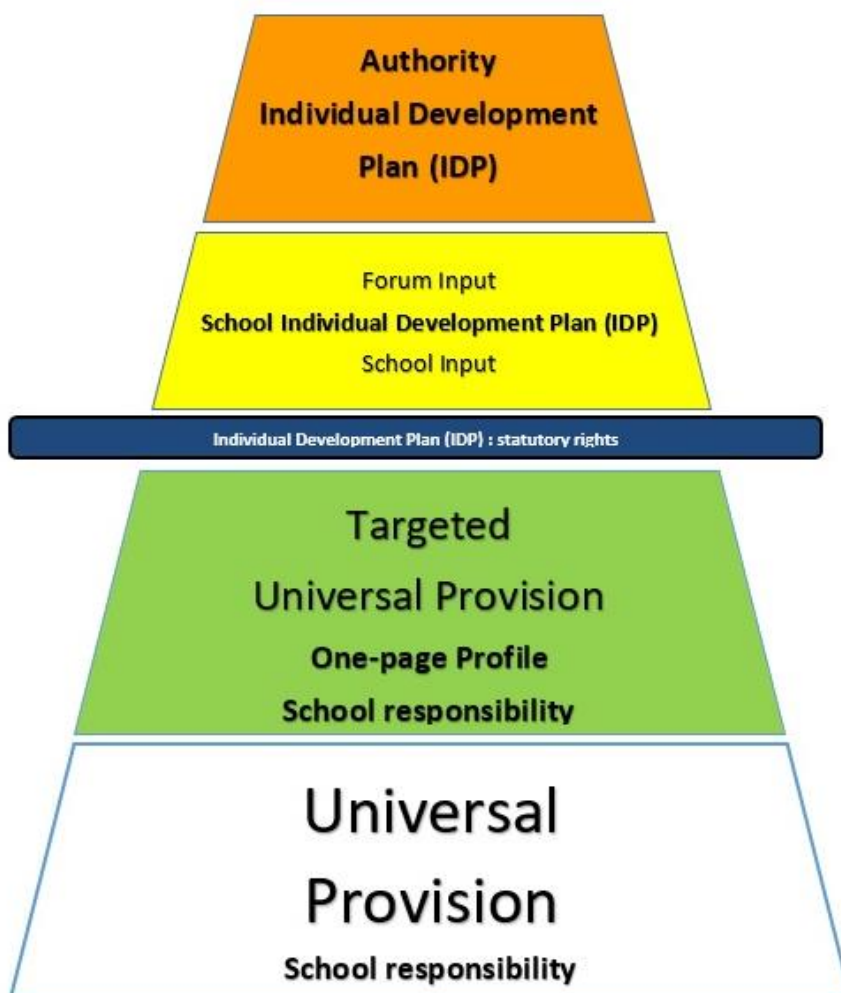 Authority
Individual Development
Plan (IDP)
Forum Input
School Individual Development Plan (IDP)
School Input
Individual Development Plan (IDP) : statutory rights
Targeted
Universal Provision
One-page Profile
School responsibility
Universal
Provision
School responsibility